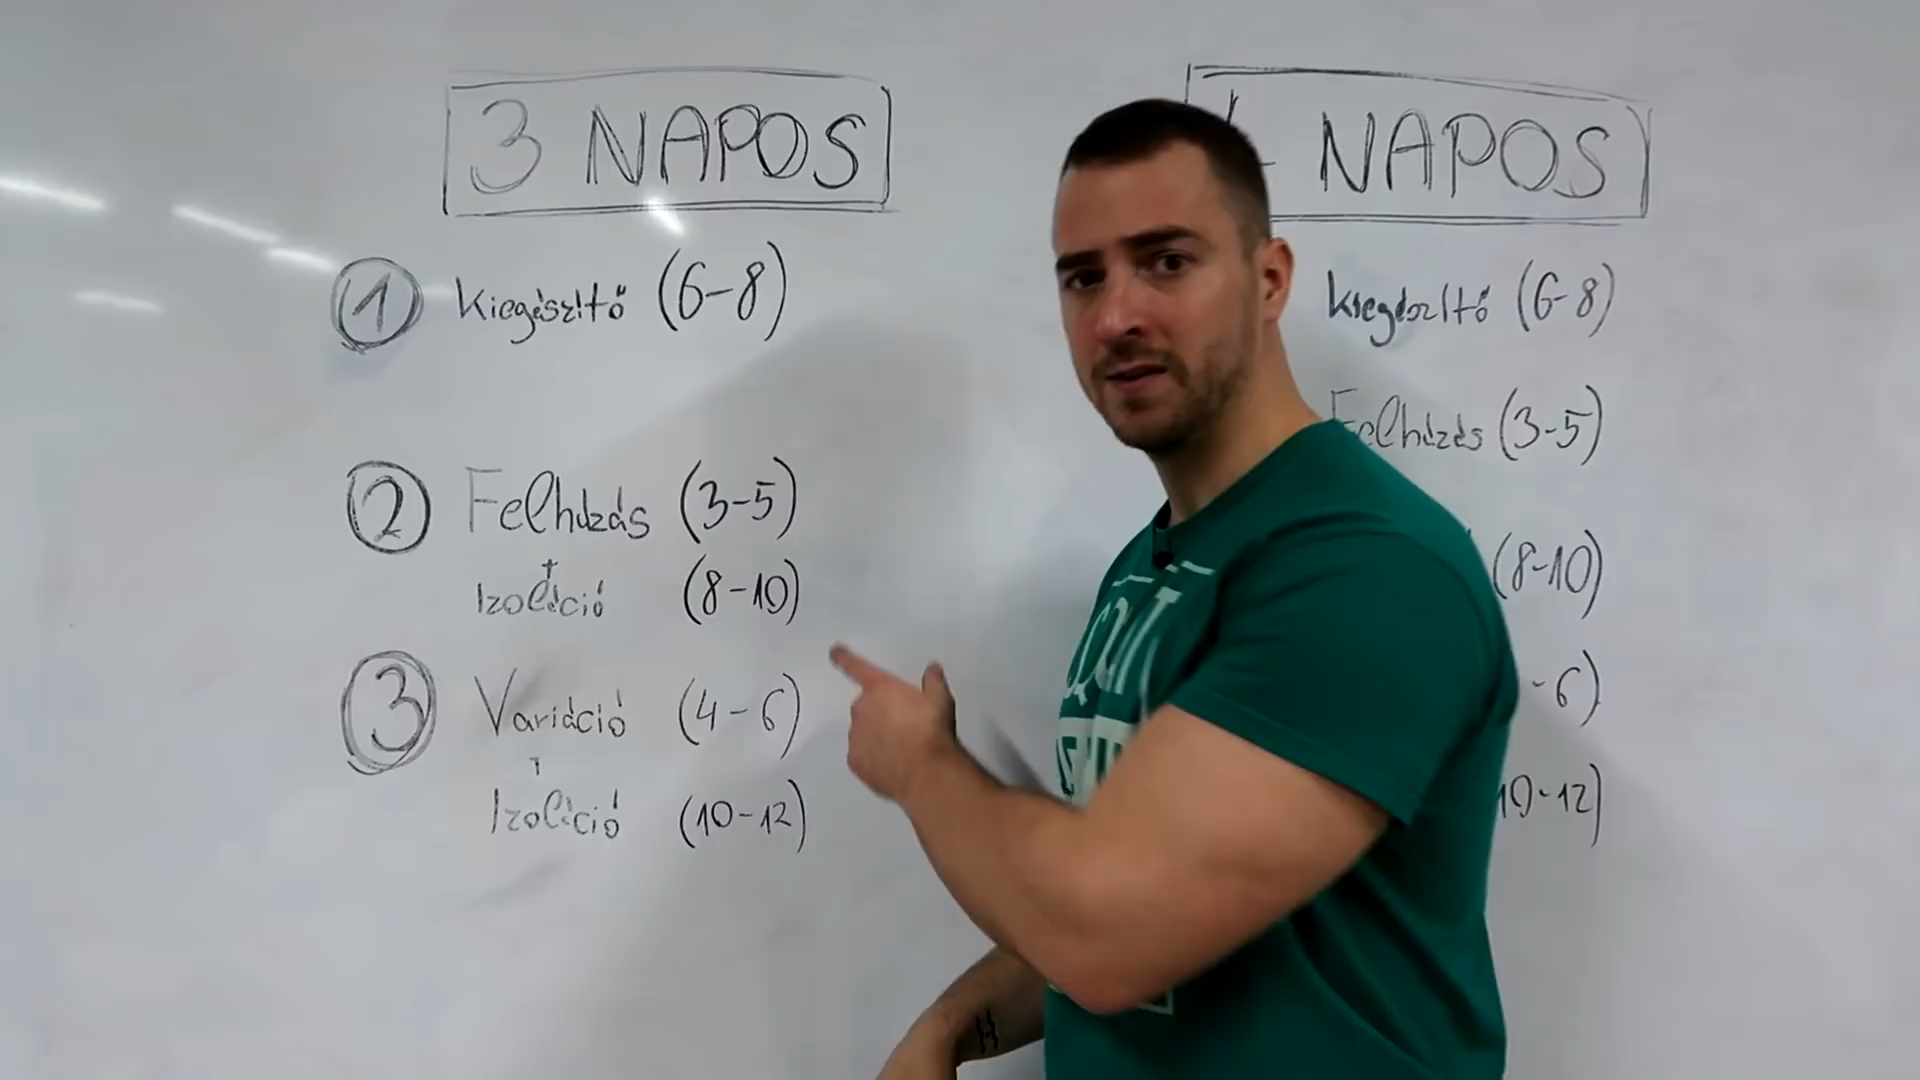 3 NAPOS
① Kiegészítő (6-8)
② Felhúzás (3-5)
+
Izoláció (8-10)
③ Variáció (4-6)
Izoláció (10-12)
NAPOS
Kiegészítő (6-8)
Felhúzás (3-5)
(8-10)
-6)
10-12)